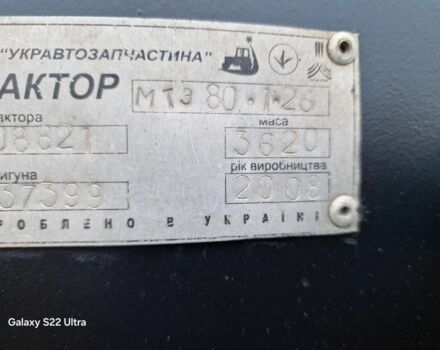 "УКРАВТОЗАПЧАСТИНА"
АКТОР
МТЗ 80.1.26
актора
маса
08621
3620
игуна
рік виробництва
37399
2008
РОБЛЕНО В УКРАЇНІ
Galaxy S22 Ultra